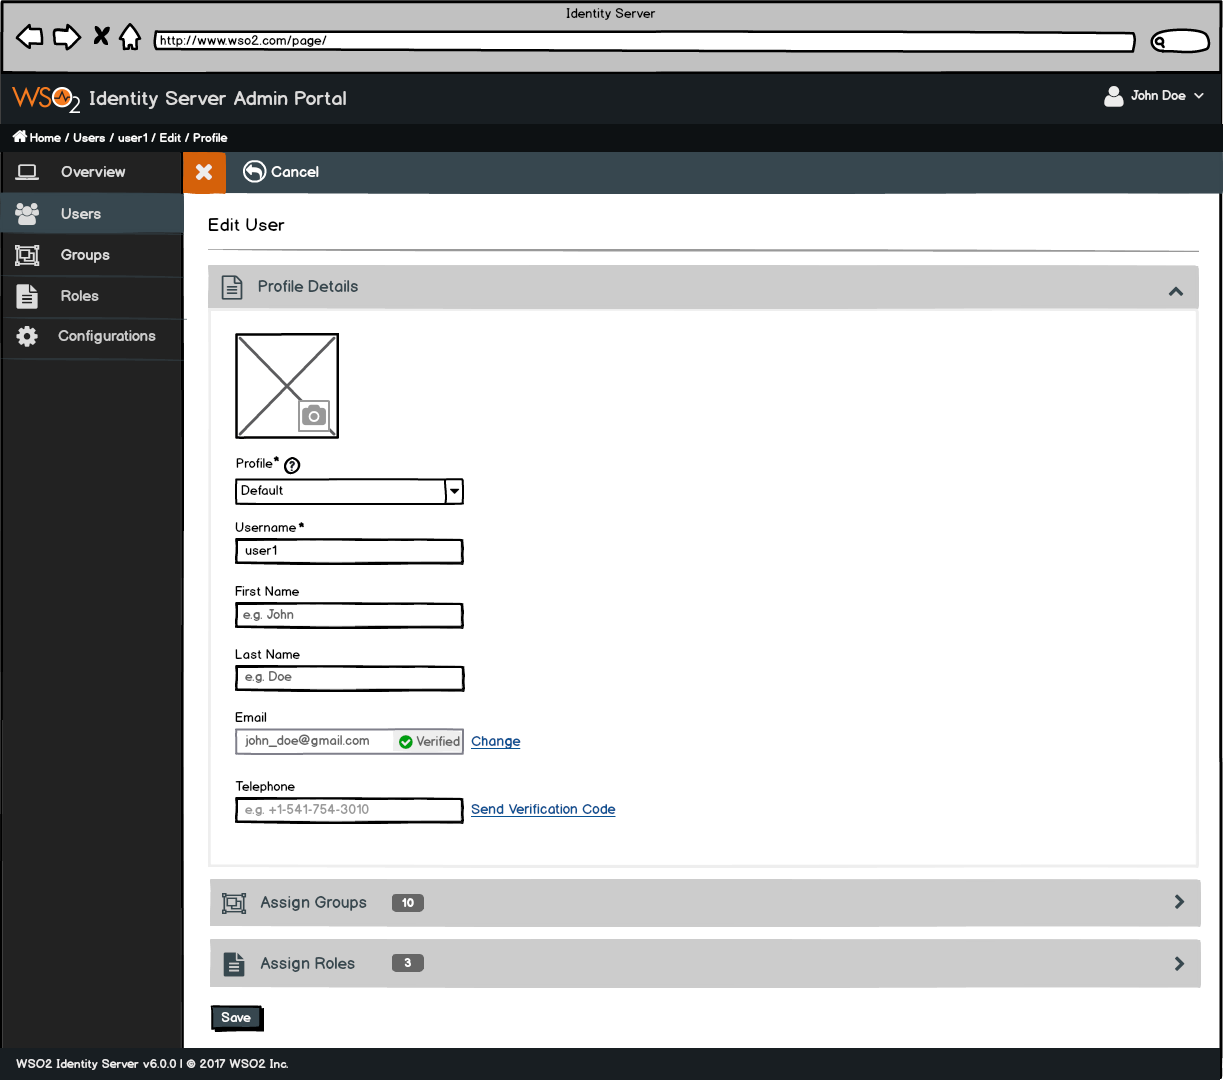 Identity Server
http://www.wso2.com/page/
WSO2 Identity Server Admin Portal
John Doe
Home / Users / user1 / Edit / Profile
Overview
Cancel
Users
Groups
Roles
Configurations
Edit User
Profile Details
Profile* ?
Default
Username *
user1
First Name
e.g. John
Last Name
e.g. Doe
Email
john_doe@gmail.com Verified Change
Telephone
e.g. +1-541-754-3010 Send Verification Code
Assign Groups 10
Assign Roles 3
Save
WSO2 Identity Server v6.0.0 | © 2017 WSO2 Inc.